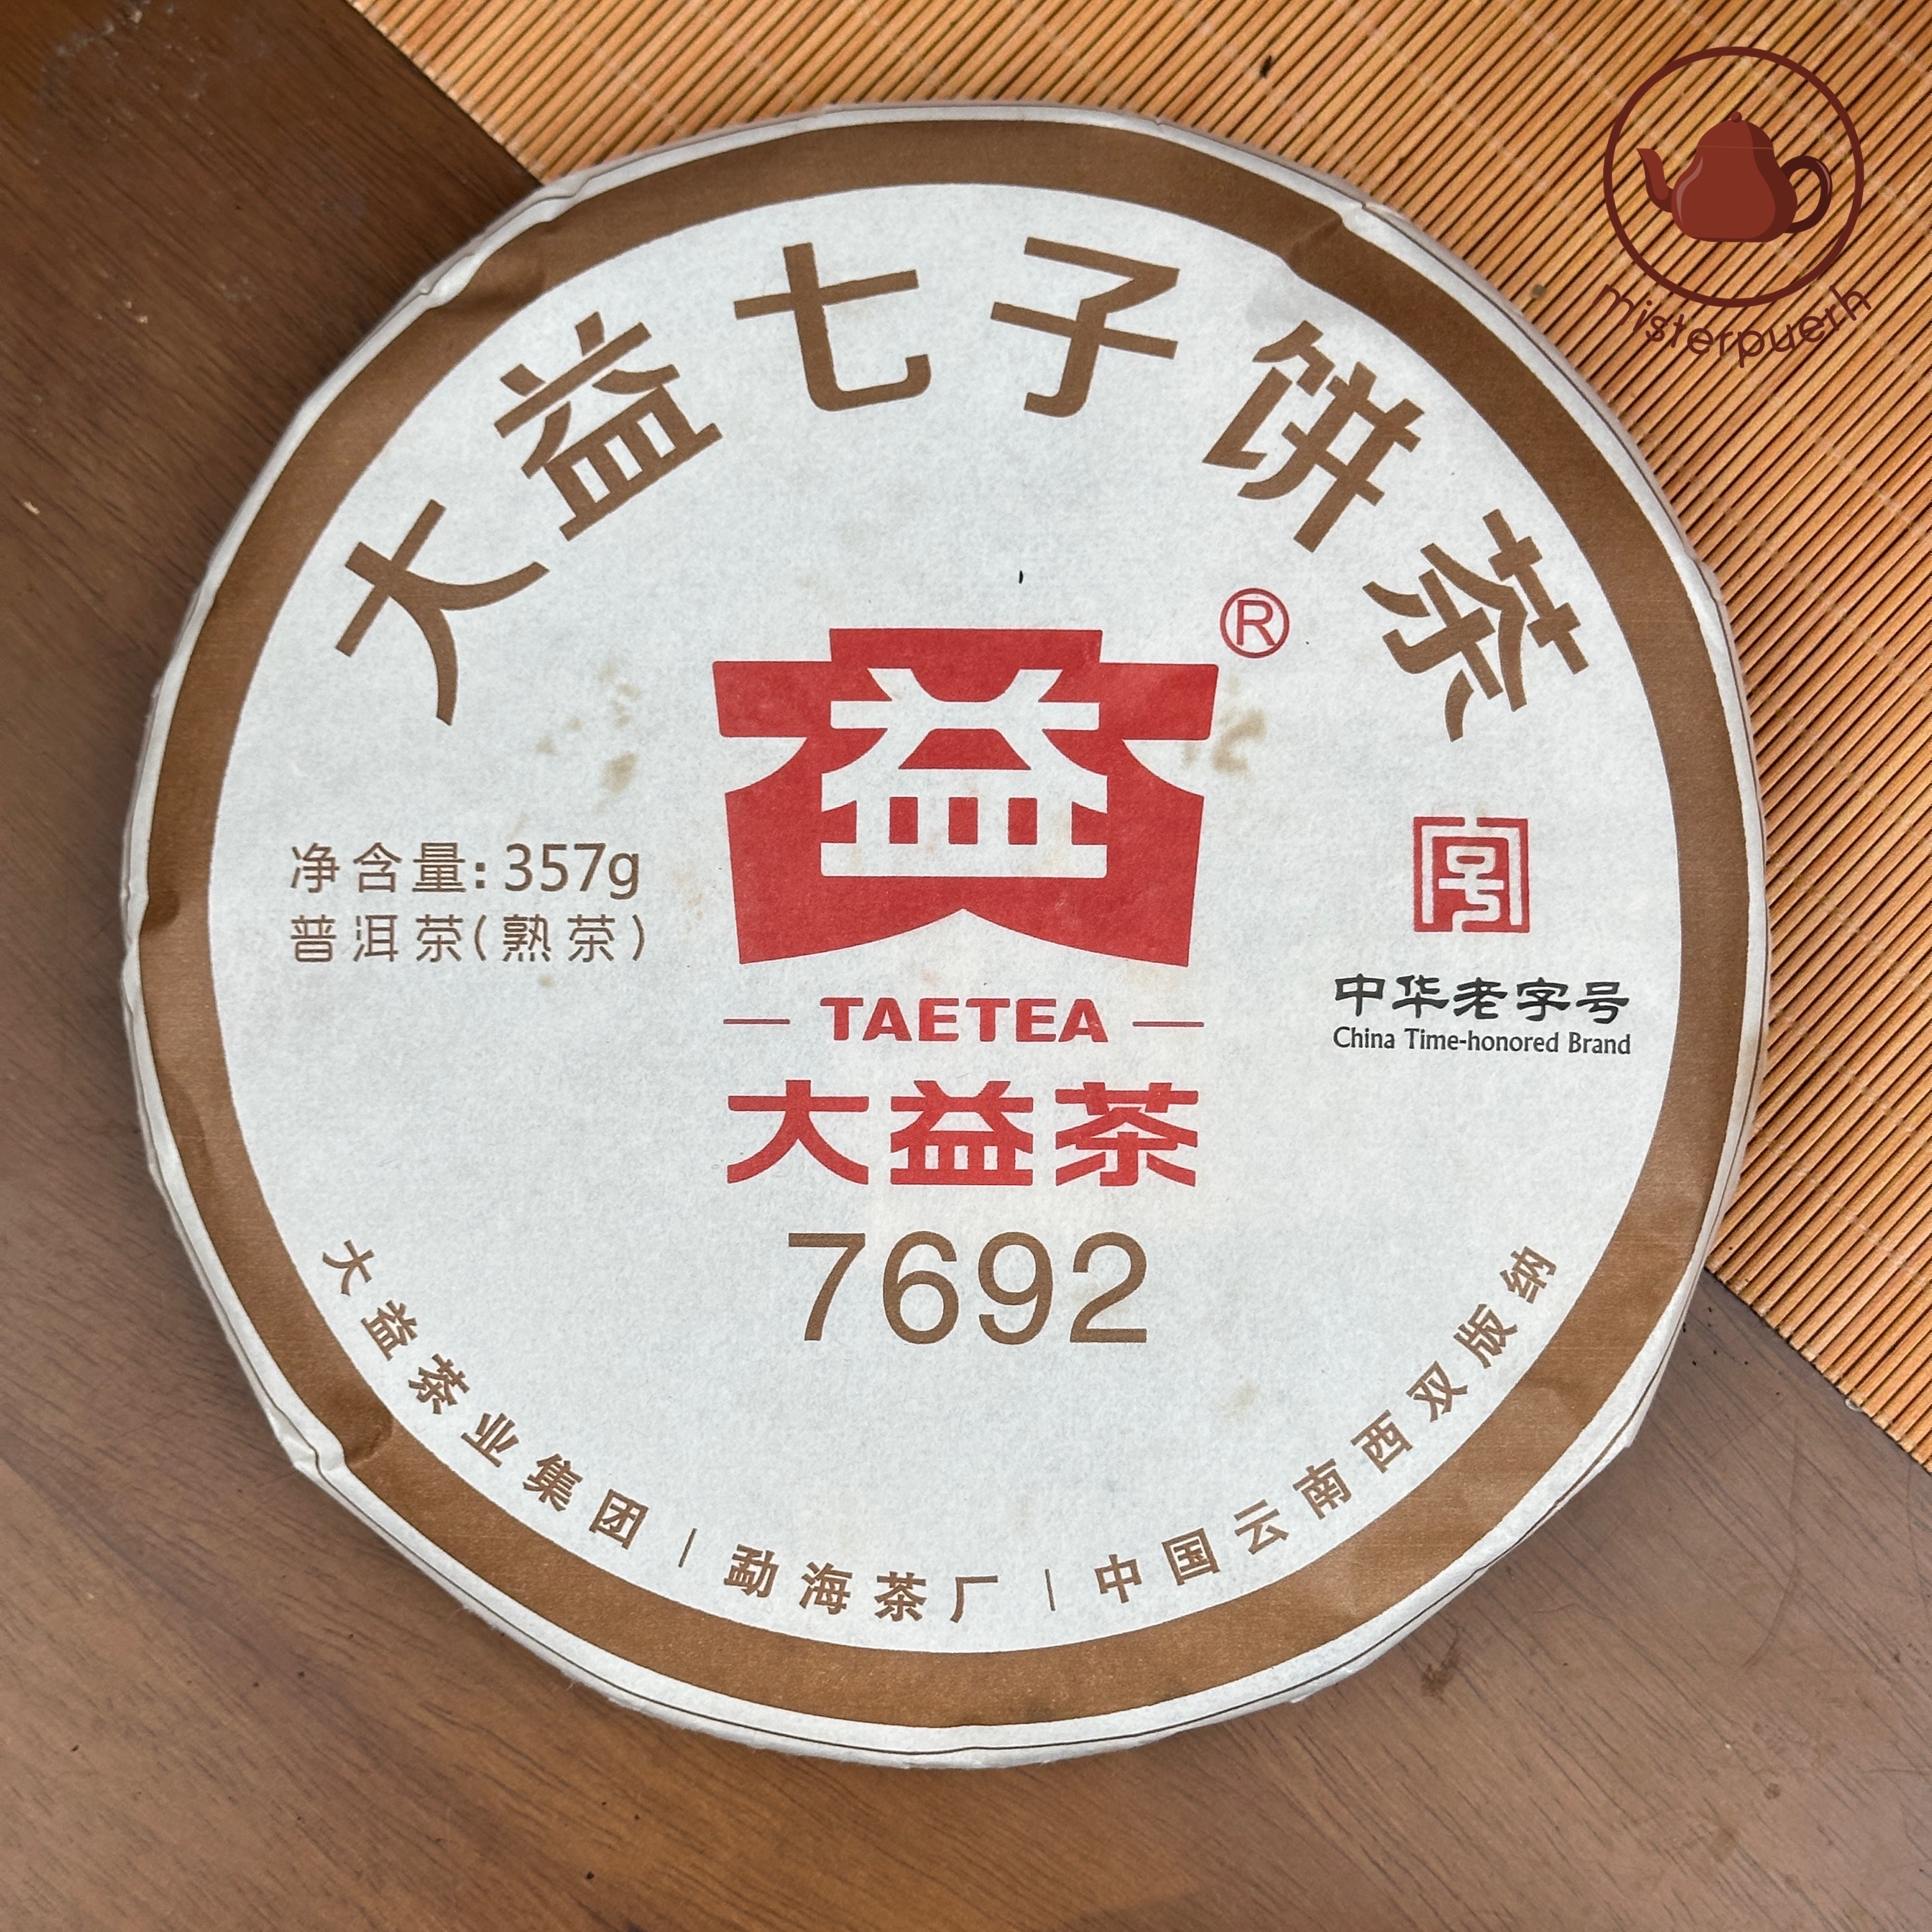 misterpuerh
大益七子饼茶
益®
净含量:357g
普洱茶(熟茶)
中华老字号
China Time-honored Brand
TAETEA
大益茶
7692
大益茶业集团 | 勐海茶厂 | 中国云南西双版纳